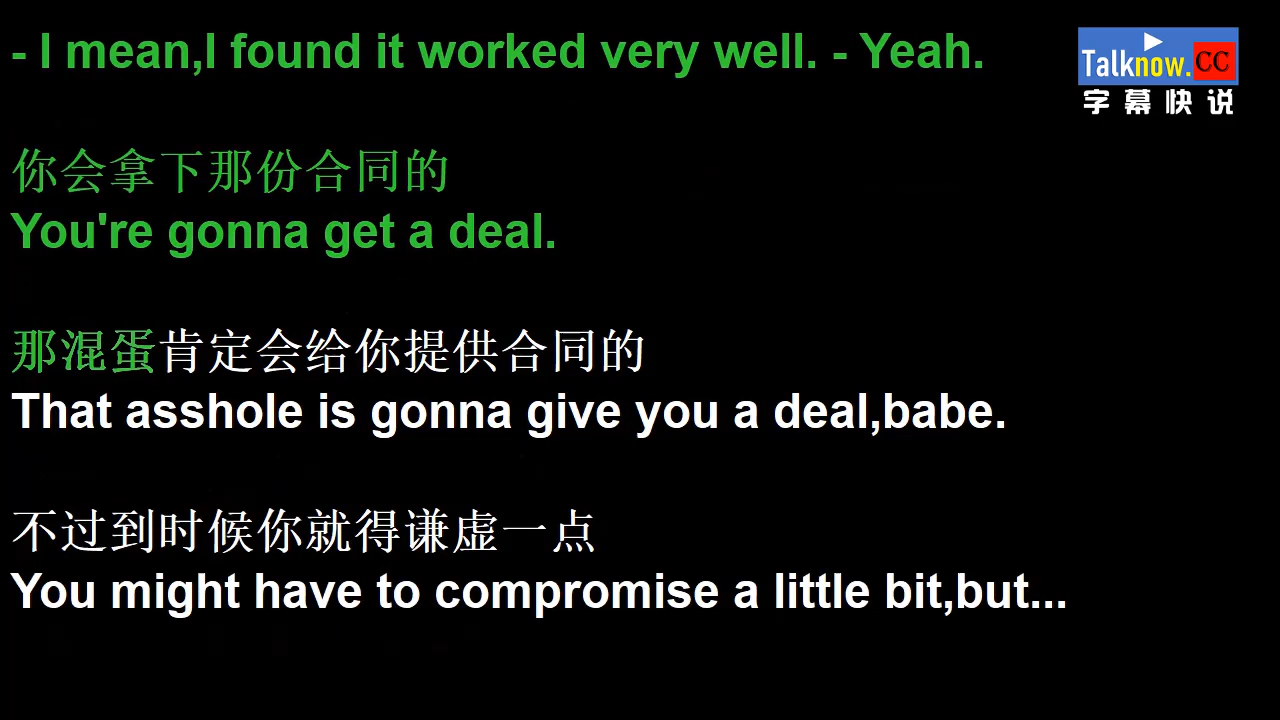 - I mean,I found it worked very well. - Yeah.
Talknow.CC
字幕快说
你会拿下那份合同的
You're gonna get a deal.
那混蛋肯定会给你提供合同的
That asshole is gonna give you a deal,babe.
不过到时候你就得谦虚一点
You might have to compromise a little bit,but...